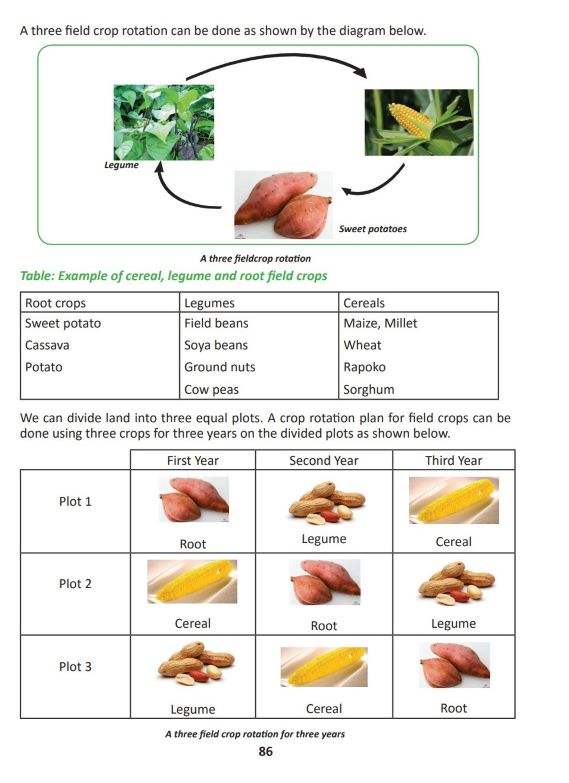 A three field crop rotation can be done as shown by the diagram below.
Legume
Sweet potatoes
A three fieldcrop rotation
Table: Example of cereal, legume and root field crops
Root crops Legumes Cereals
Sweet potato Field beans Maize, Millet
Cassava Soya beans Wheat
Potato Ground nuts Rapoko
Cow peas Sorghum
We can divide land into three equal plots. A crop rotation plan for field crops can be
done using three crops for three years on the divided plots as shown below.
First Year Second Year Third Year
Plot 1
Root Legume Cereal
Plot 2
Cereal Root Legume
Plot 3
Legume Cereal Root
A three field crop rotation for three years
86